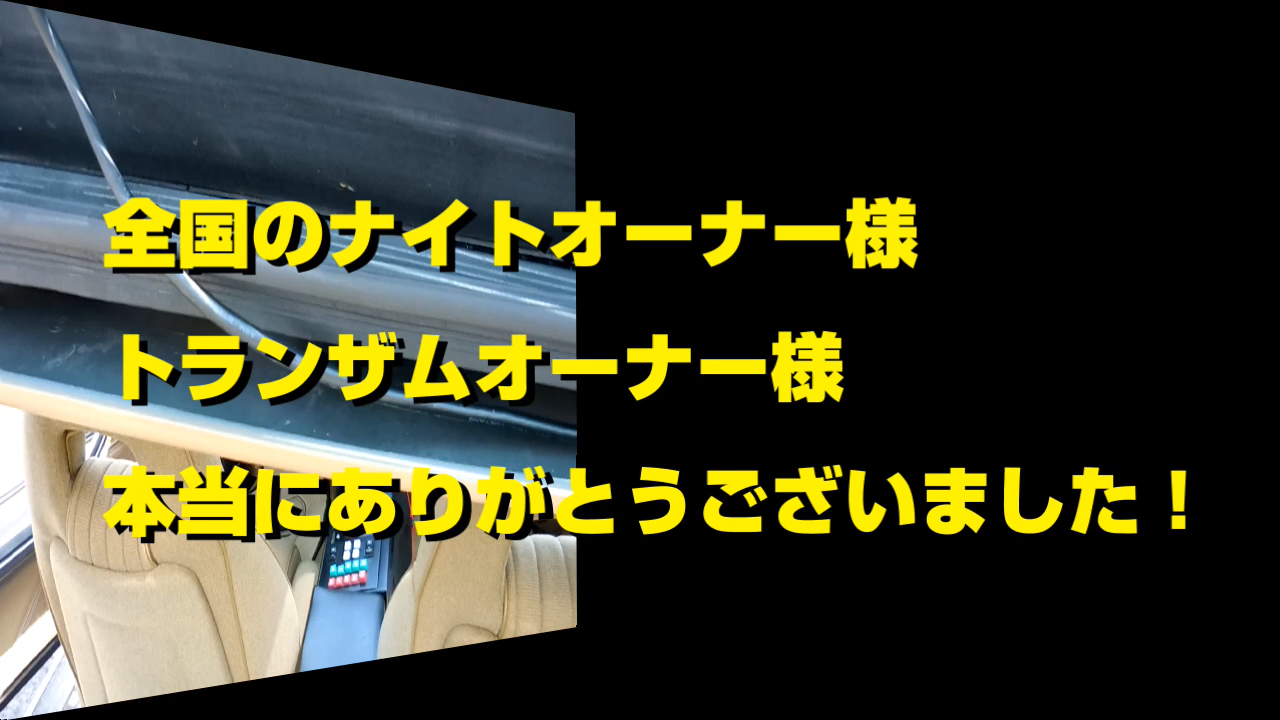 全国のナイトオーナー様
トランザムオーナー様
本当にありがとうございました！